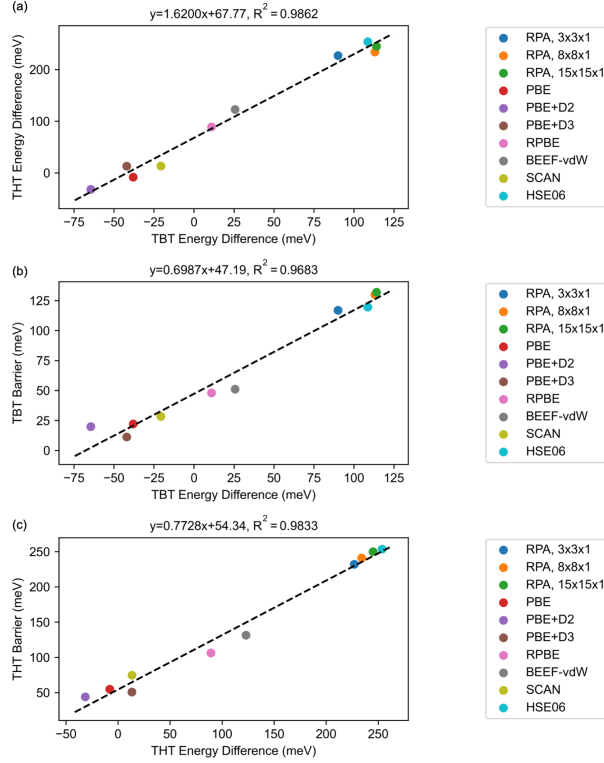 (a)
y=1.6200x+67.77, R² = 0.9862
THT Energy Difference (meV)
200
100
0
−75
−50
−25
0
25
50
75
100
125
TBT Energy Difference (meV)
RPA, 3x3x1
RPA, 8x8x1
RPA, 15x15x1
PBE
PBE+D2
PBE+D3
RPBE
BEEF-vdW
SCAN
HSE06
(b)
y=0.6987x+47.19, R² = 0.9683
TBT Barrier (meV)
125
100
75
50
25
0
−75
−50
−25
0
25
50
75
100
125
TBT Energy Difference (meV)
RPA, 3x3x1
RPA, 8x8x1
RPA, 15x15x1
PBE
PBE+D2
PBE+D3
RPBE
BEEF-vdW
SCAN
HSE06
(c)
y=0.7728x+54.34, R² = 0.9833
THT Barrier (meV)
250
200
150
100
50
−50
0
50
100
150
200
250
THT Energy Difference (meV)
RPA, 3x3x1
RPA, 8x8x1
RPA, 15x15x1
PBE
PBE+D2
PBE+D3
RPBE
BEEF-vdW
SCAN
HSE06